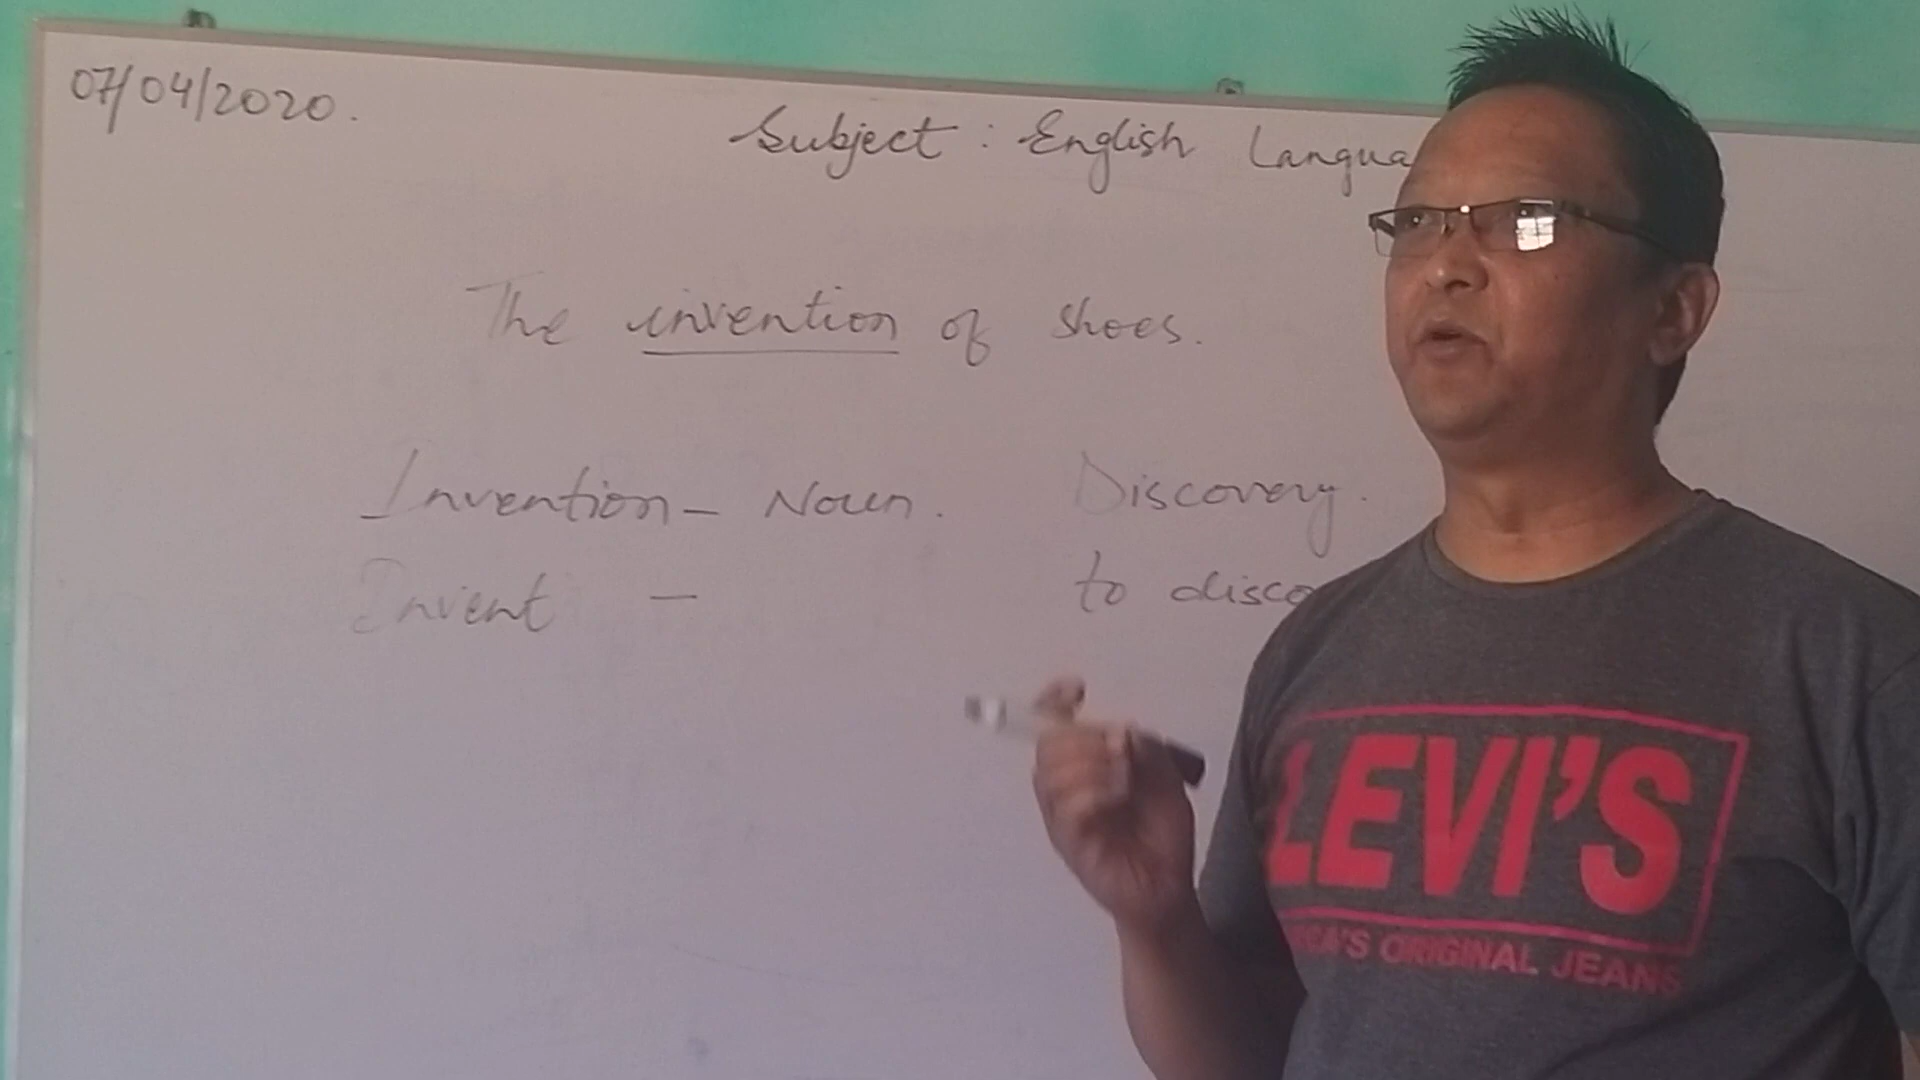 07/04/2020.
Subject : English Langua
The invention of shoes.
Invention - Noun. Discovery.
Invent - to disco
LEVI'S
ICA'S ORIGINAL JEANS